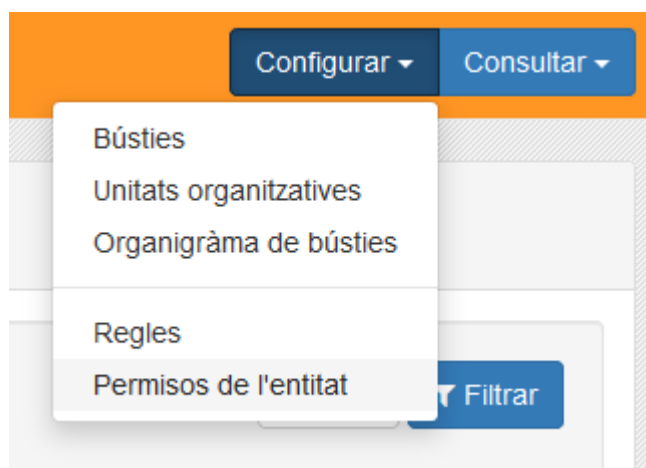 Configurar Consultar
Bústies
Unitats organitzatives
Organigràma de bústies
Regles
Permisos de l'entitat
Filtrar